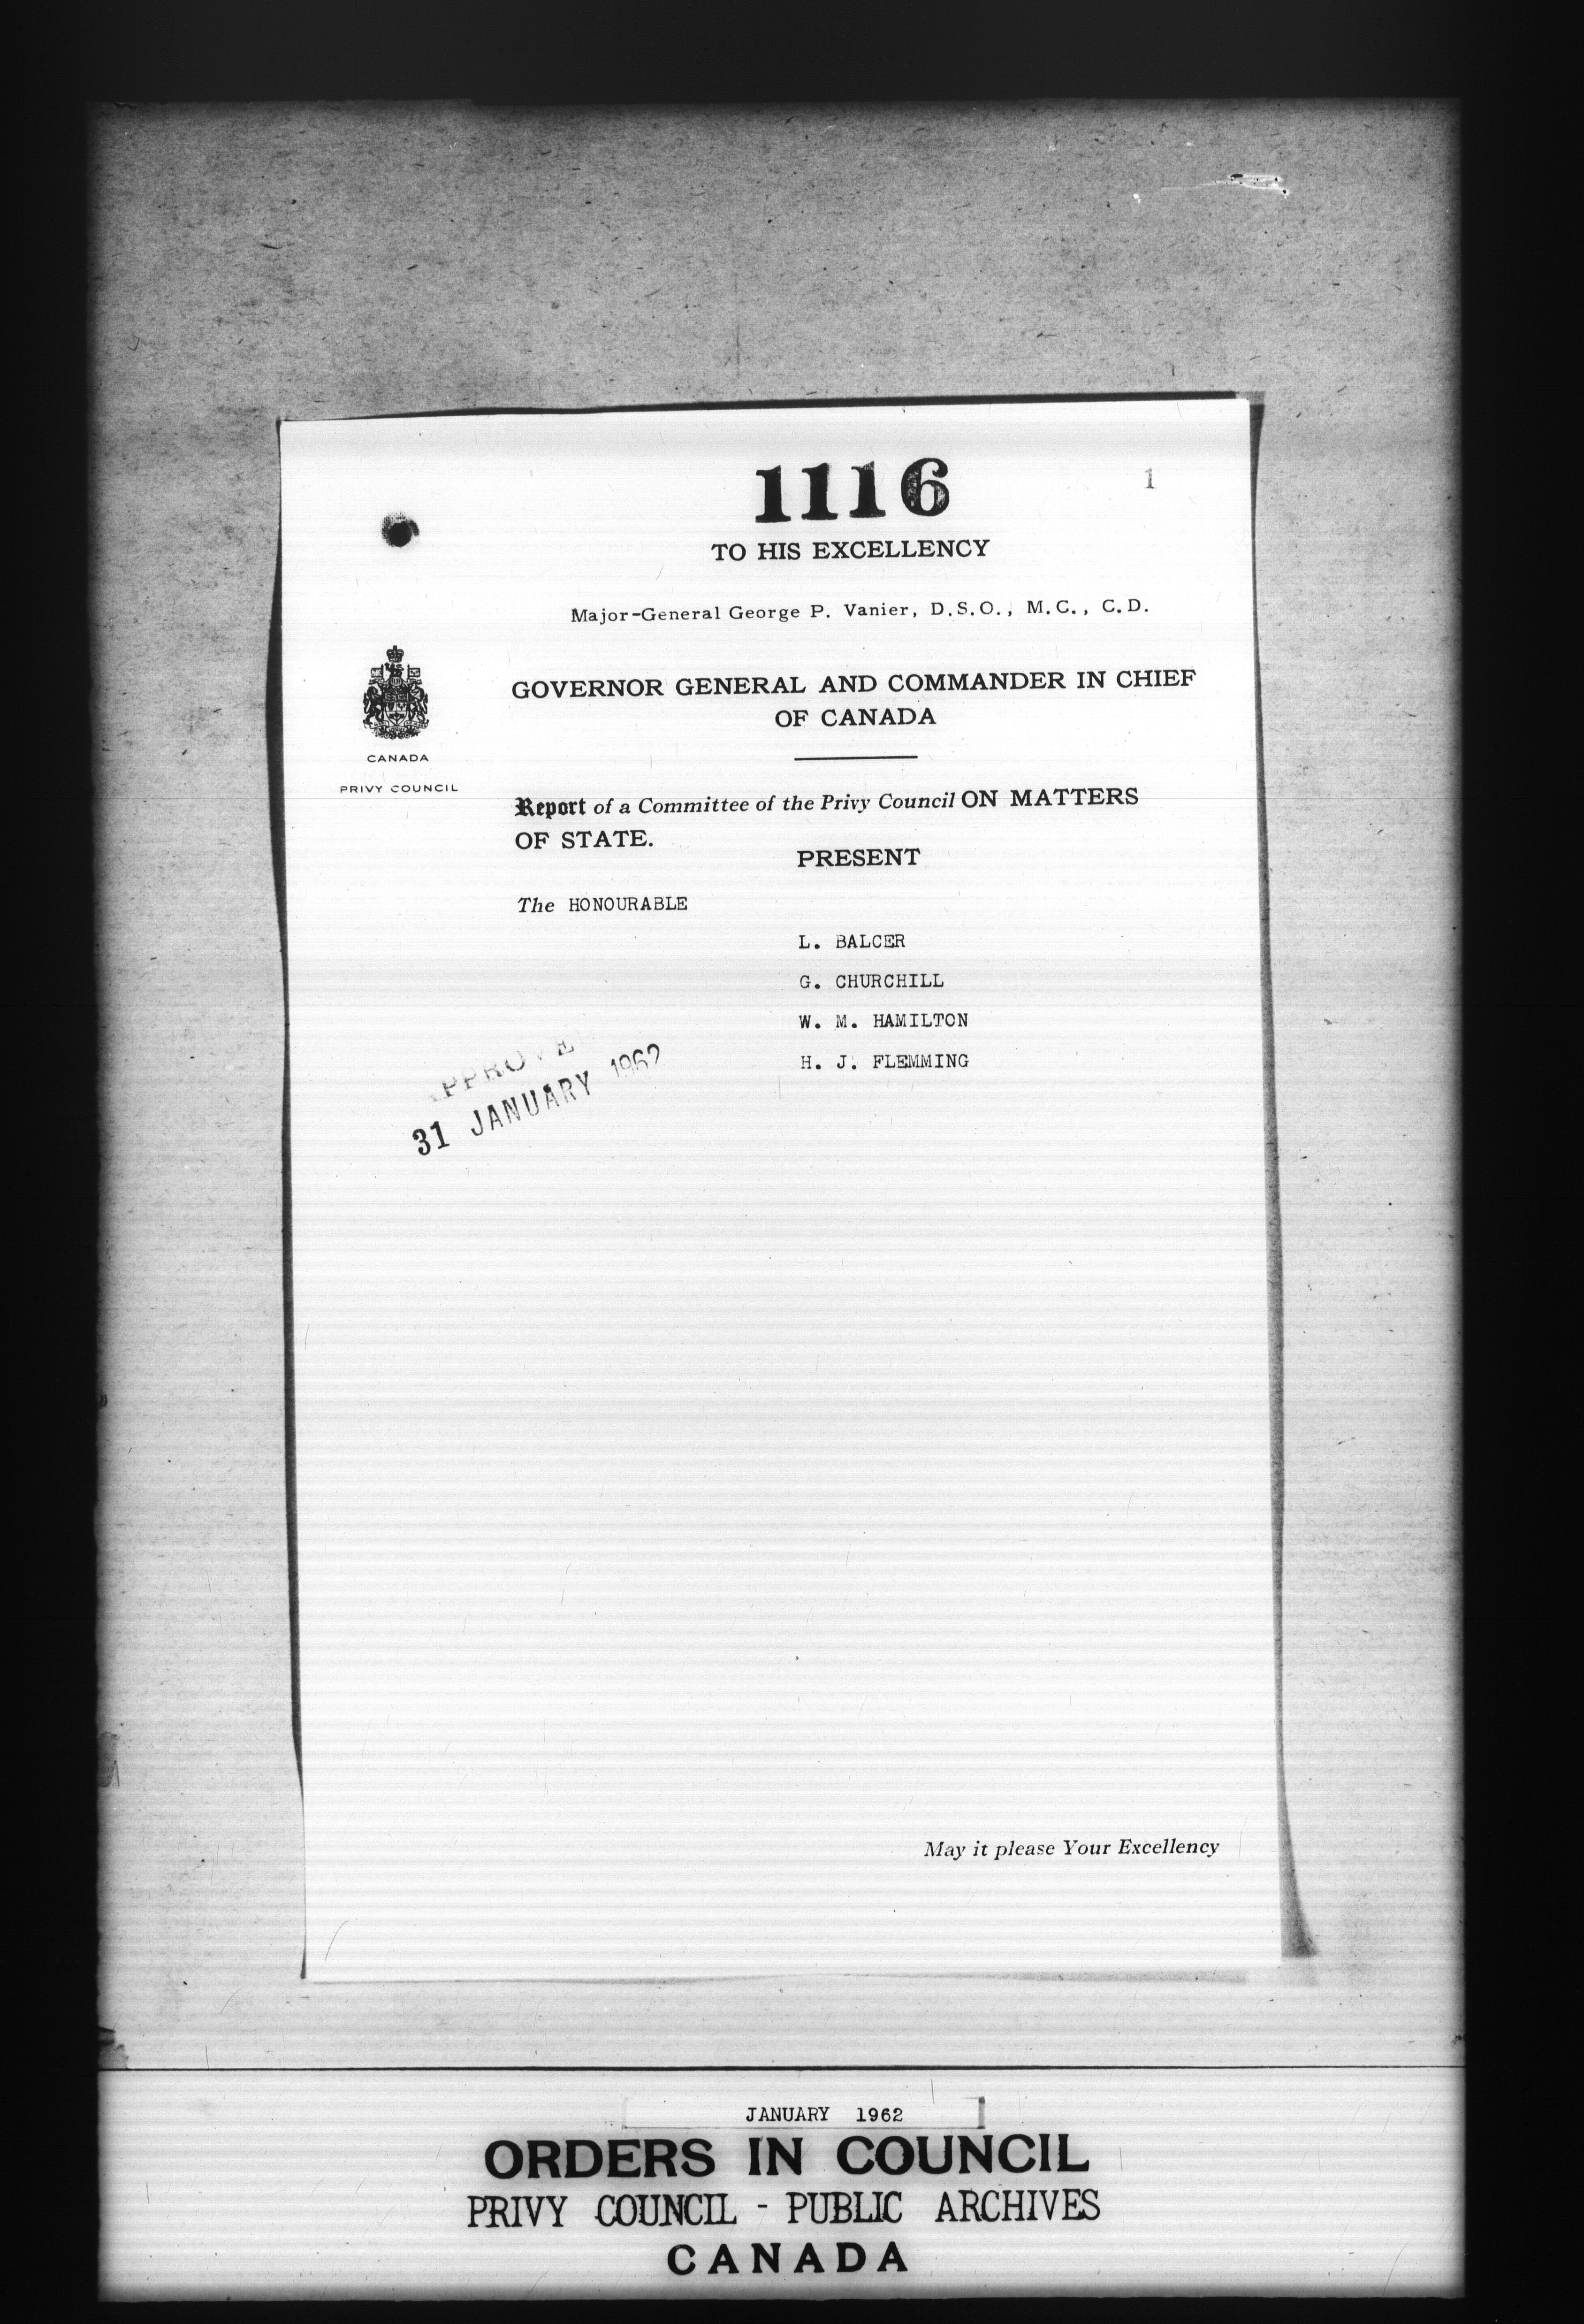 1116
1
TO HIS EXCELLENCY
Major-General George P. Vanier, D.S.O., M.C., C.D.
GOVERNOR GENERAL AND COMMANDER IN CHIEF
OF CANADA
CANADA
PRIVY COUNCIL
Report of a Committee of the Privy Council ON MATTERS
OF STATE.
PRESENT
The HONOURABLE
L. BALCER
G. CHURCHILL
W. M. HAMILTON
H. J. FLEMMING
APPROVE
31 JANUARY 1962
May it please Your Excellency
JANUARY 1962
ORDERS IN COUNCIL
PRIVY COUNCIL - PUBLIC ARCHIVES
CANADA